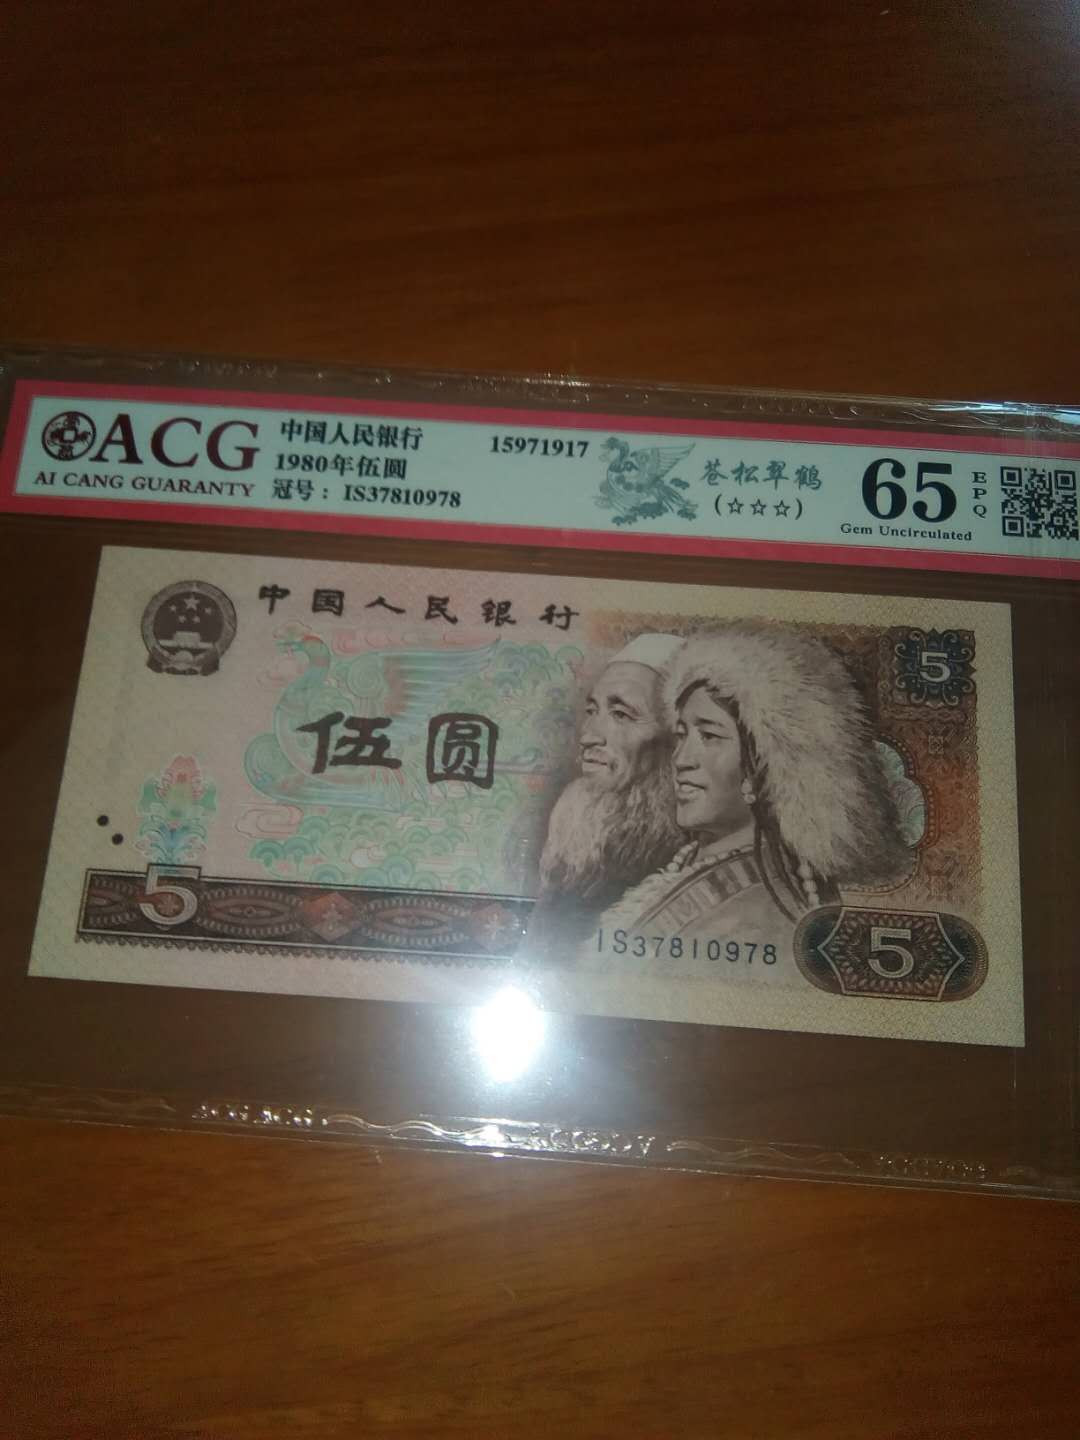 ACG
AI CANG GUARANTY
中国人民银行
1980年伍圆
冠号：IS37810978
15971917
苍松翠鹤
(☆☆☆)
65
EPQ
Gem Uncirculated
中国人民银行
5
伍圆
5
IS37810978
5
ACG ACG